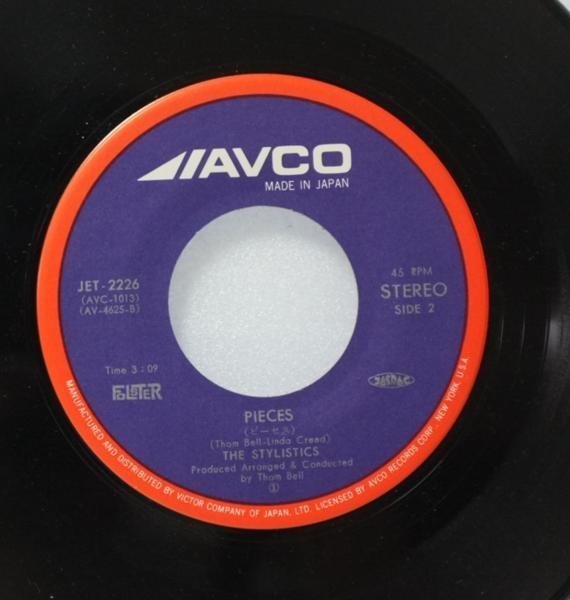 AVCO
MADE IN JAPAN
JET-2226
(AVC-1013)
(AV-4625-B)
45 RPM
STEREO
SIDE 2
Time 3:09
JASRAC
PIECES
(ピーセス)
(Thom Bell-Linda Creed)
THE STYLISTICS
Produced Arranged & Conducted
by Thom Bell
①
MANUFACTURED AND DISTRIBUTED BY VICTOR COMPANY OF JAPAN, LTD. LICENSED BY AVCO RECORDS CORP., NEW YORK, U.S.A.